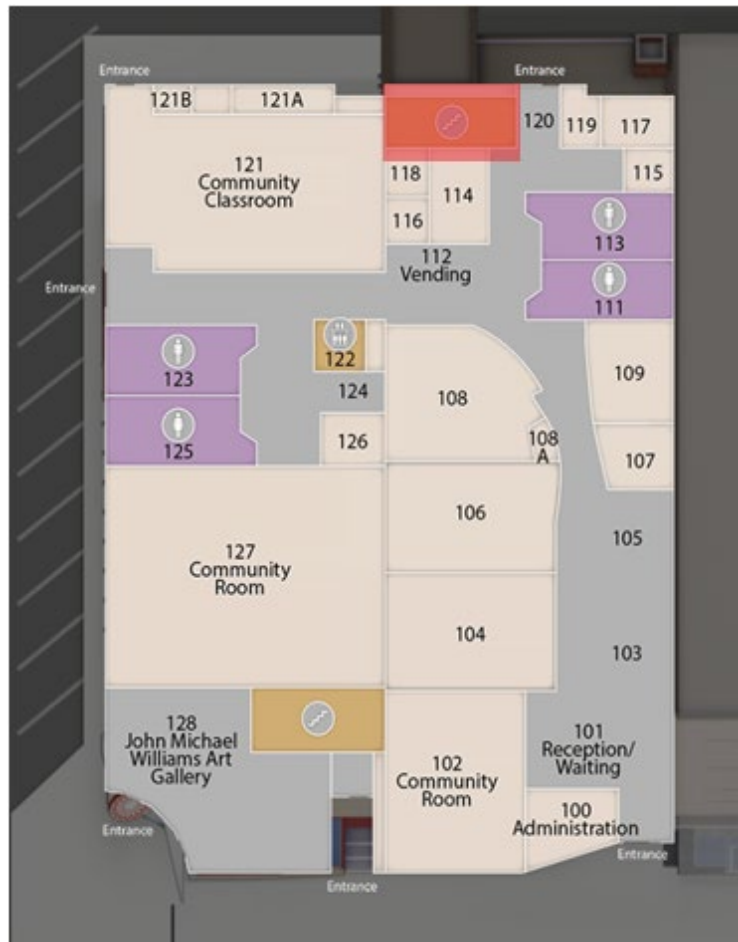 Entrance
Entrance
121B
121A
120
119
117
121
Community
Classroom
118
114
115
116
113
112
Vending
111
Entrance
122
123
124
108
109
126
108
A
125
107
106
105
127
Community
Room
104
103
128
John Michael
Williams Art
Gallery
101
Reception/
Waiting
102
Community
Room
100
Administration
Entrance
Entrance
Entrance